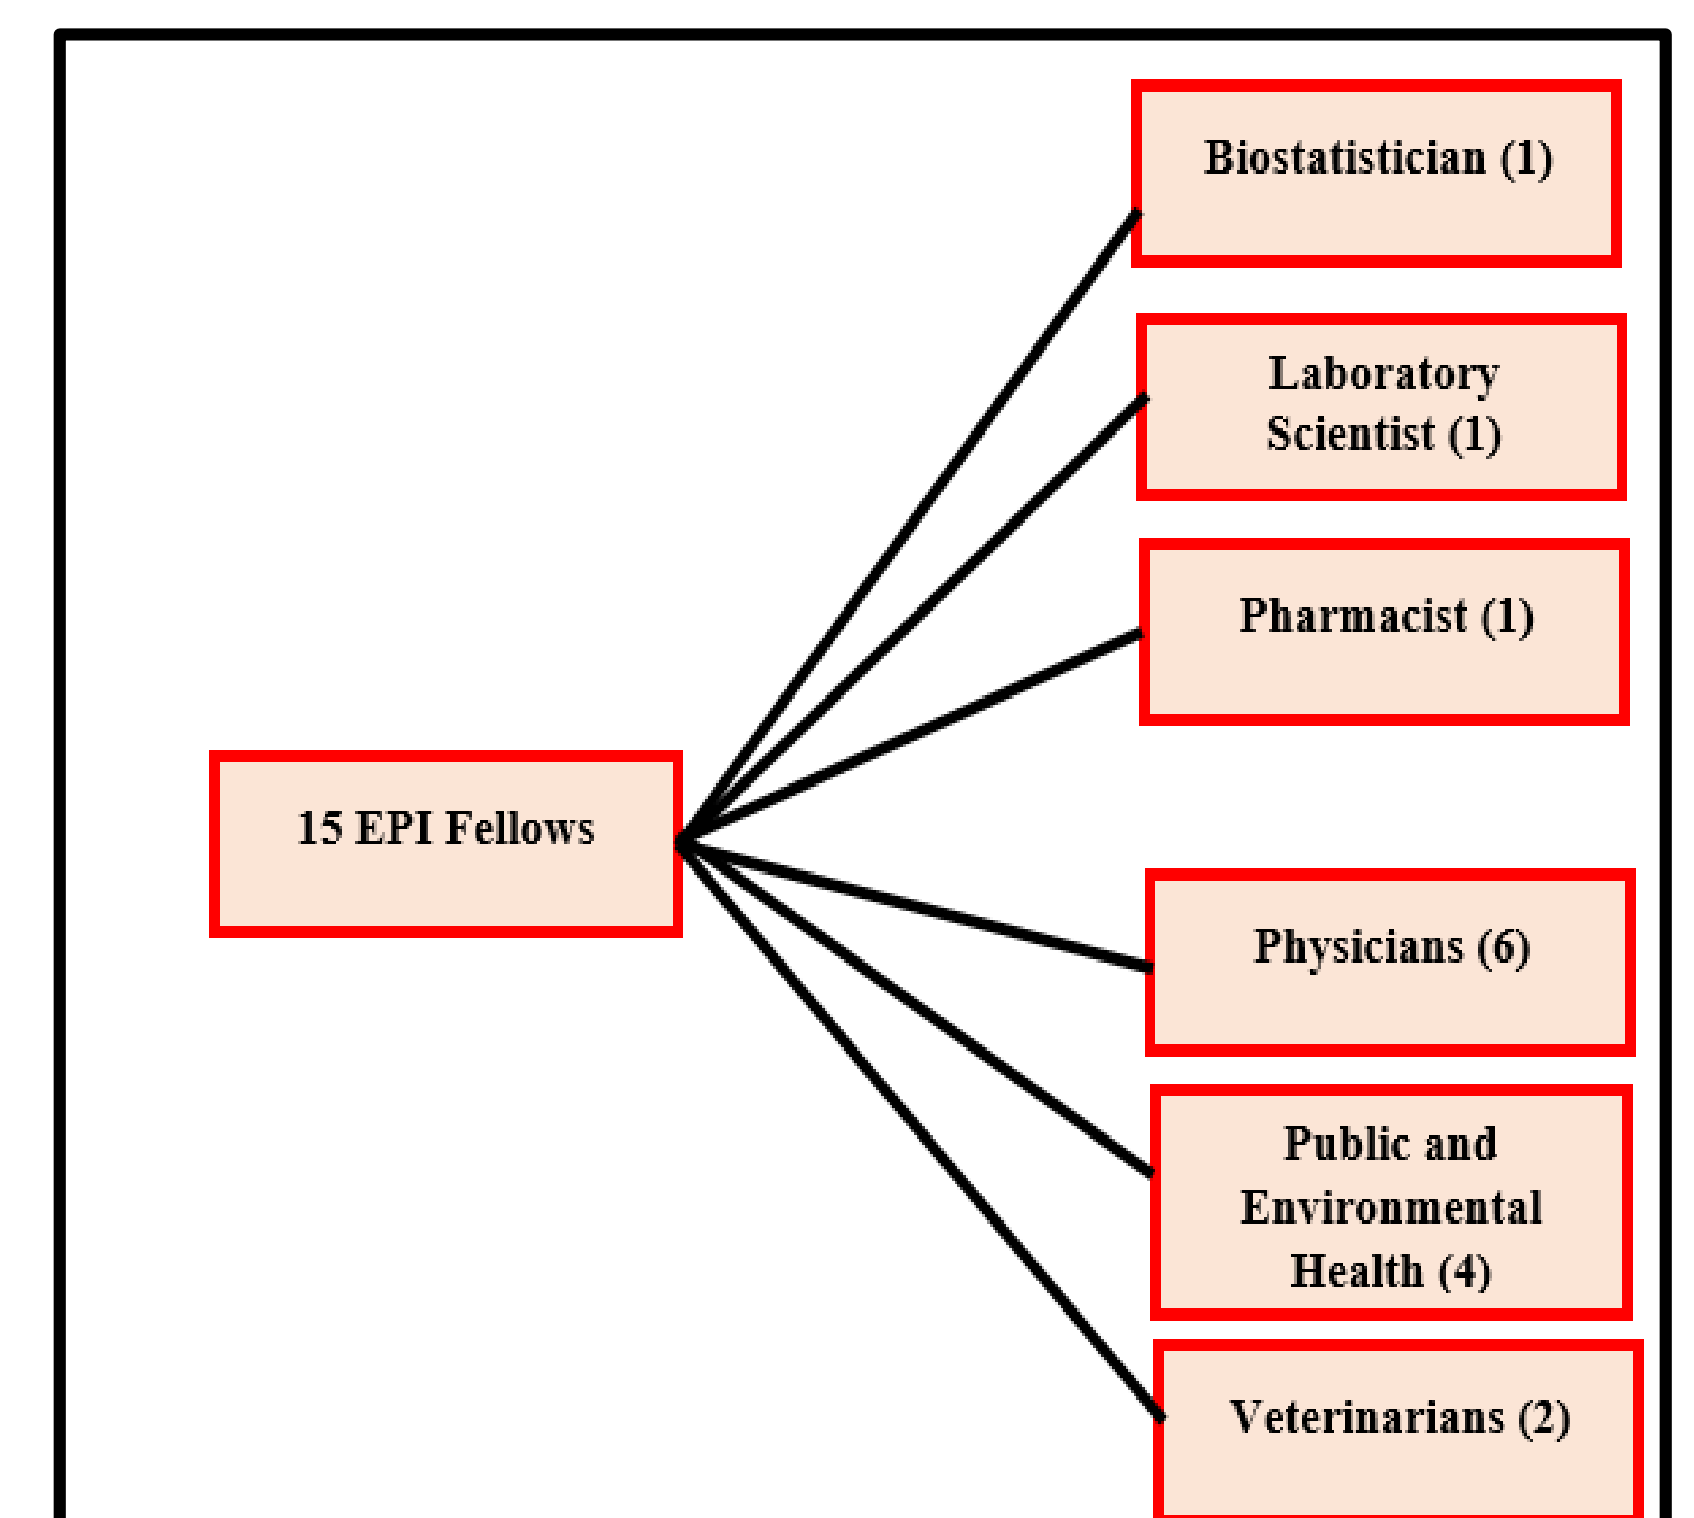 Biostatistician (1)
Laboratory
Scientist (1)
Pharmacist (1)
15 EPI Fellows
Physicians (6)
Public and
Environmental
Health (4)
Veterinarians (2)